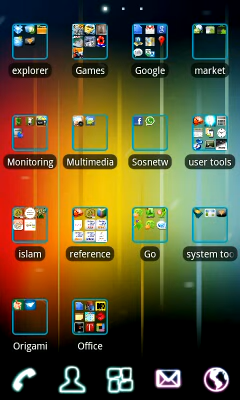 explorer
Games
Google
market
Monitoring
Multimedia
Sosnetw
user tools
islam
reference
Go
system too
Origami
Office